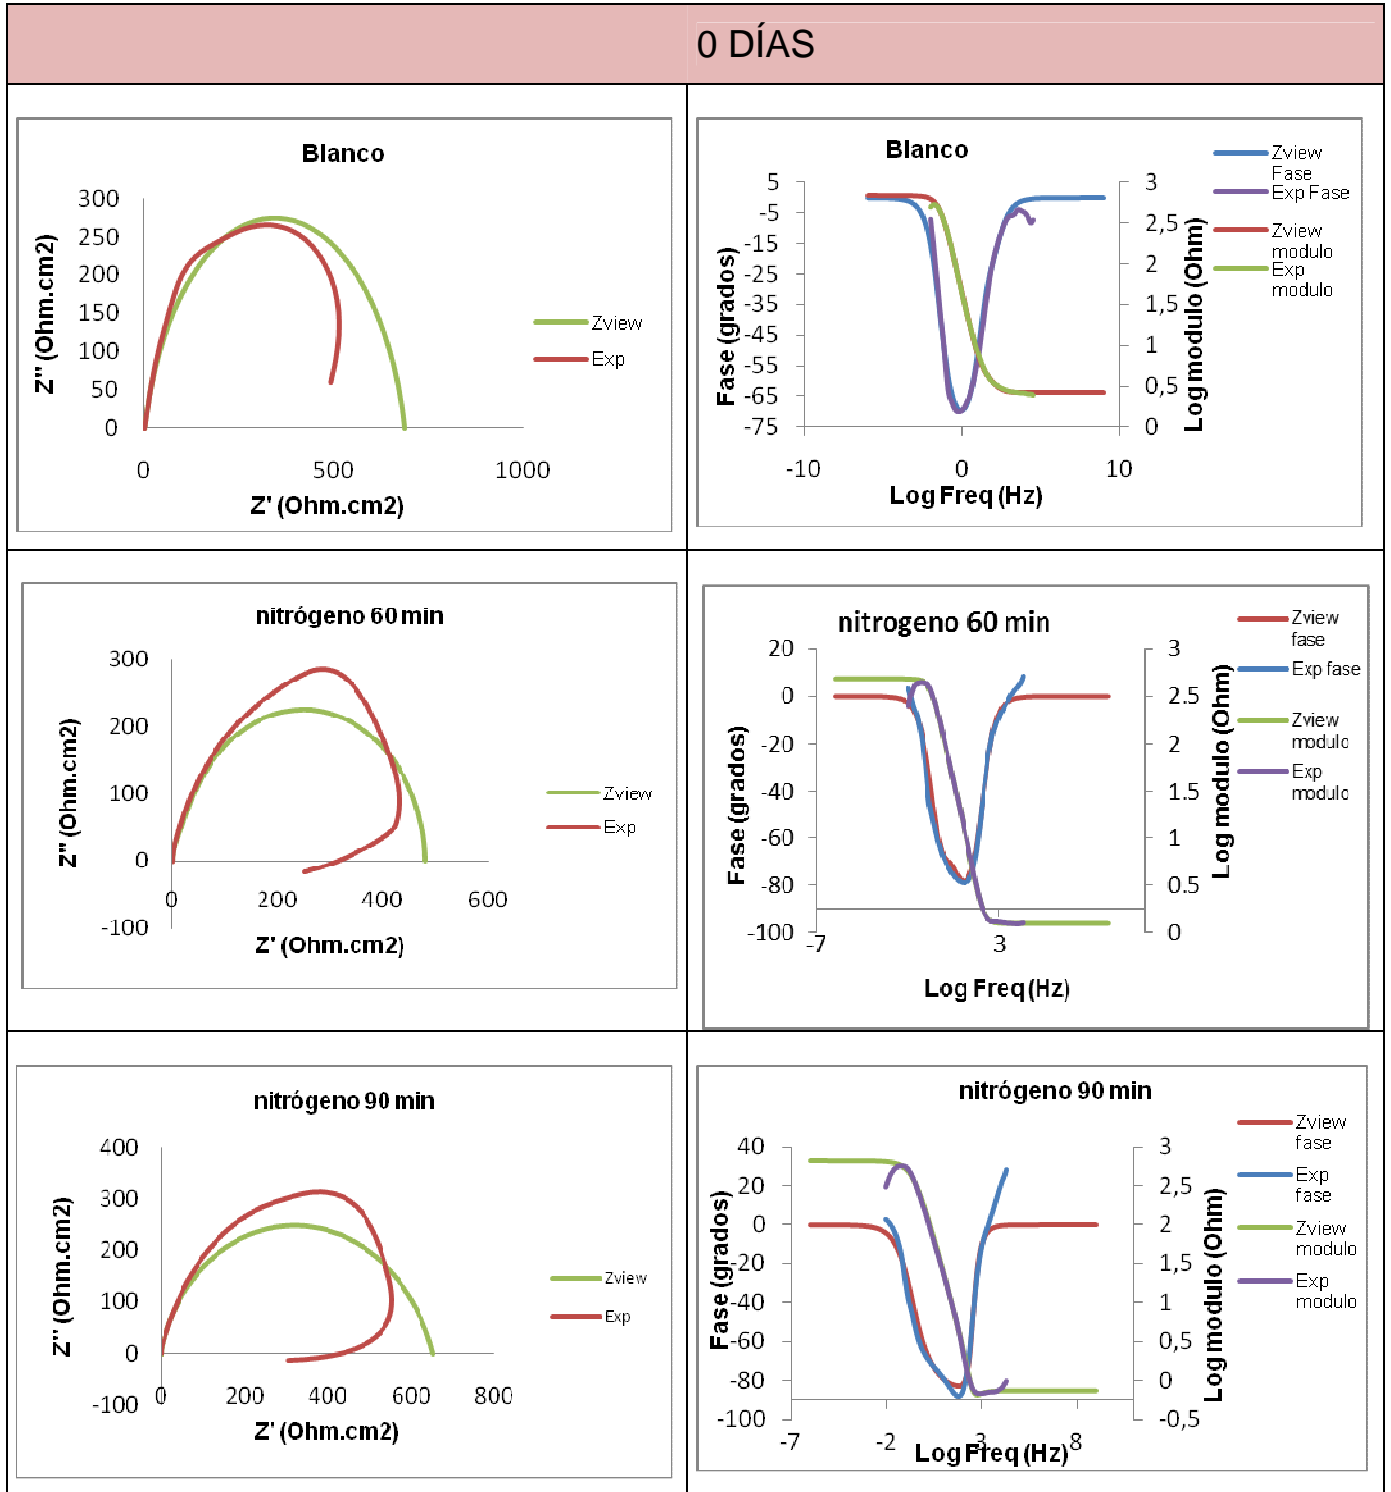 0 DÍAS
Blanco
300
250
200
150
100
50
0
0
500
1000
Z'' (Ohm.cm2)
Z' (Ohm.cm2)
Zview
Exp
Blanco
5
-5
-15
-25
-35
-45
-55
-65
-75
3
2,5
2
1,5
1
0,5
0
-10
0
10
Fase (grados)
Log modulo (Ohm)
Log Freq (Hz)
Zview
Fase
Exp Fase
Zview
modulo
Exp
modulo
nitrógeno 60 min
300
200
100
0
-100
0
200
400
600
Z'' (Ohm.cm2)
Z' (Ohm.cm2)
Zview
Exp
nitrogeno 60 min
20
0
-20
-40
-60
-80
-100
3
2.5
2
1.5
1
0.5
0
-7
3
Fase (grados)
Log modulo (Ohm)
Log Freq (Hz)
Zview
fase
Exp fase
Zview
modulo
Exp
modulo
nitrógeno 90 min
400
300
200
100
0
-100
0
200
400
600
800
Z'' (Ohm.cm2)
Z' (Ohm.cm2)
Zview
Exp
nitrógeno 90 min
40
20
0
-20
-40
-60
-80
-100
3
2,5
2
1,5
1
0,5
0
-0,5
-7
-2
3
8
Fase (grados)
Log modulo (Ohm)
Log Freq (Hz)
Zview
fase
Exp
fase
Zview
modulo
Exp
modulo